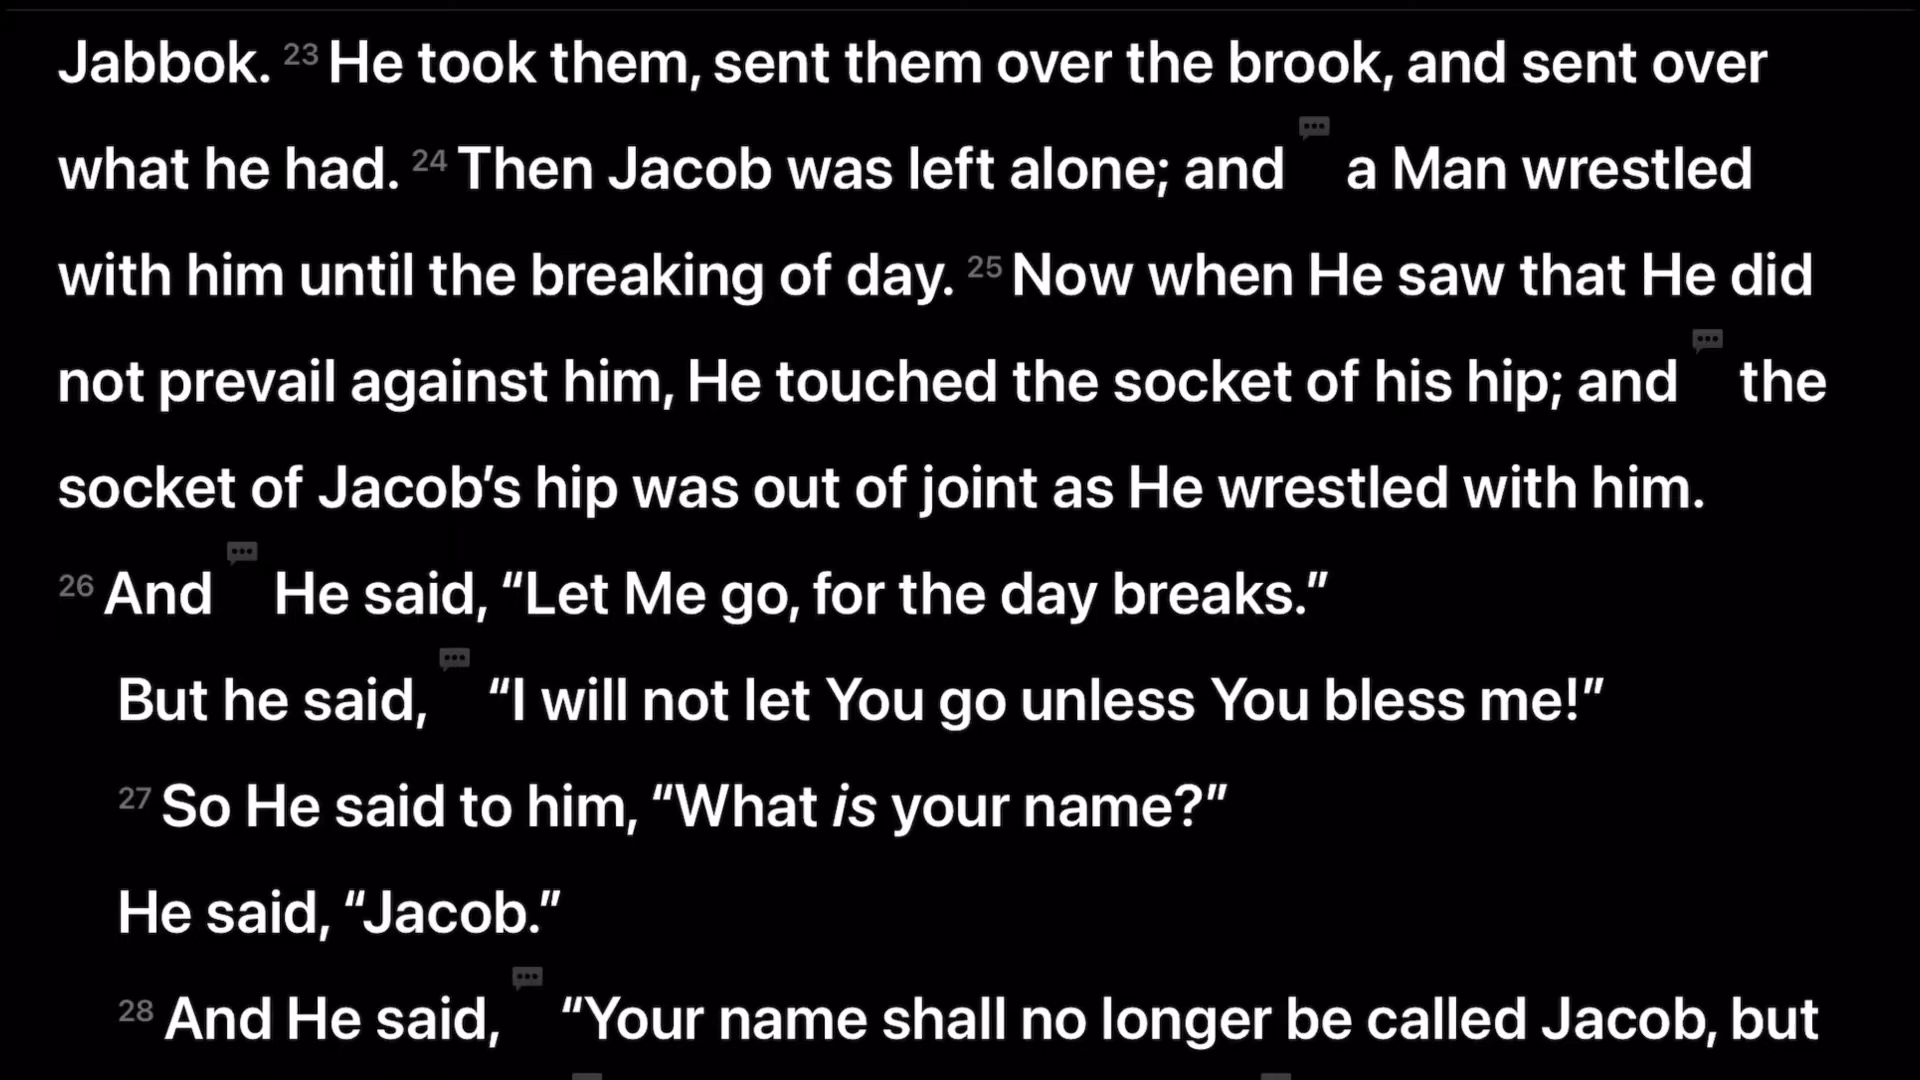 Jabbok. 23 He took them, sent them over the brook, and sent over
what he had. 24 Then Jacob was left alone; and a Man wrestled
with him until the breaking of day. 25 Now when He saw that He did
not prevail against him, He touched the socket of his hip; and the
socket of Jacob’s hip was out of joint as He wrestled with him.
26 And He said, “Let Me go, for the day breaks.”
But he said, “I will not let You go unless You bless me!”
27 So He said to him, “What is your name?”
He said, “Jacob.”
28 And He said, “Your name shall no longer be called Jacob, but